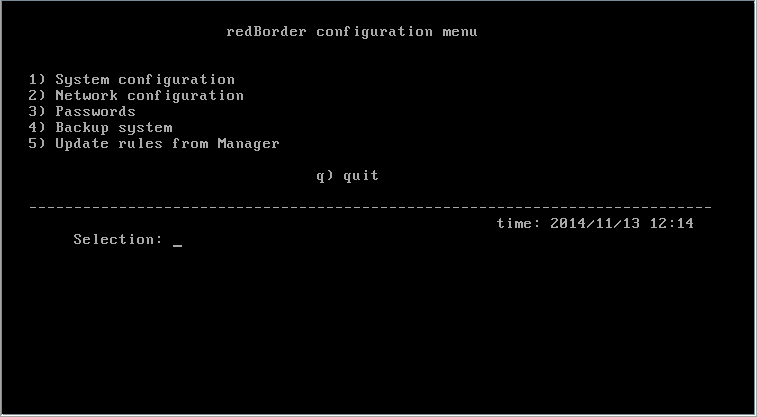 redBorder configuration menu
1) System configuration
2) Network configuration
3) Passwords
4) Backup system
5) Update rules from Manager
q) quit
-----------------------------------------------------------------------------
time: 2014/11/13 12:14
Selection: _